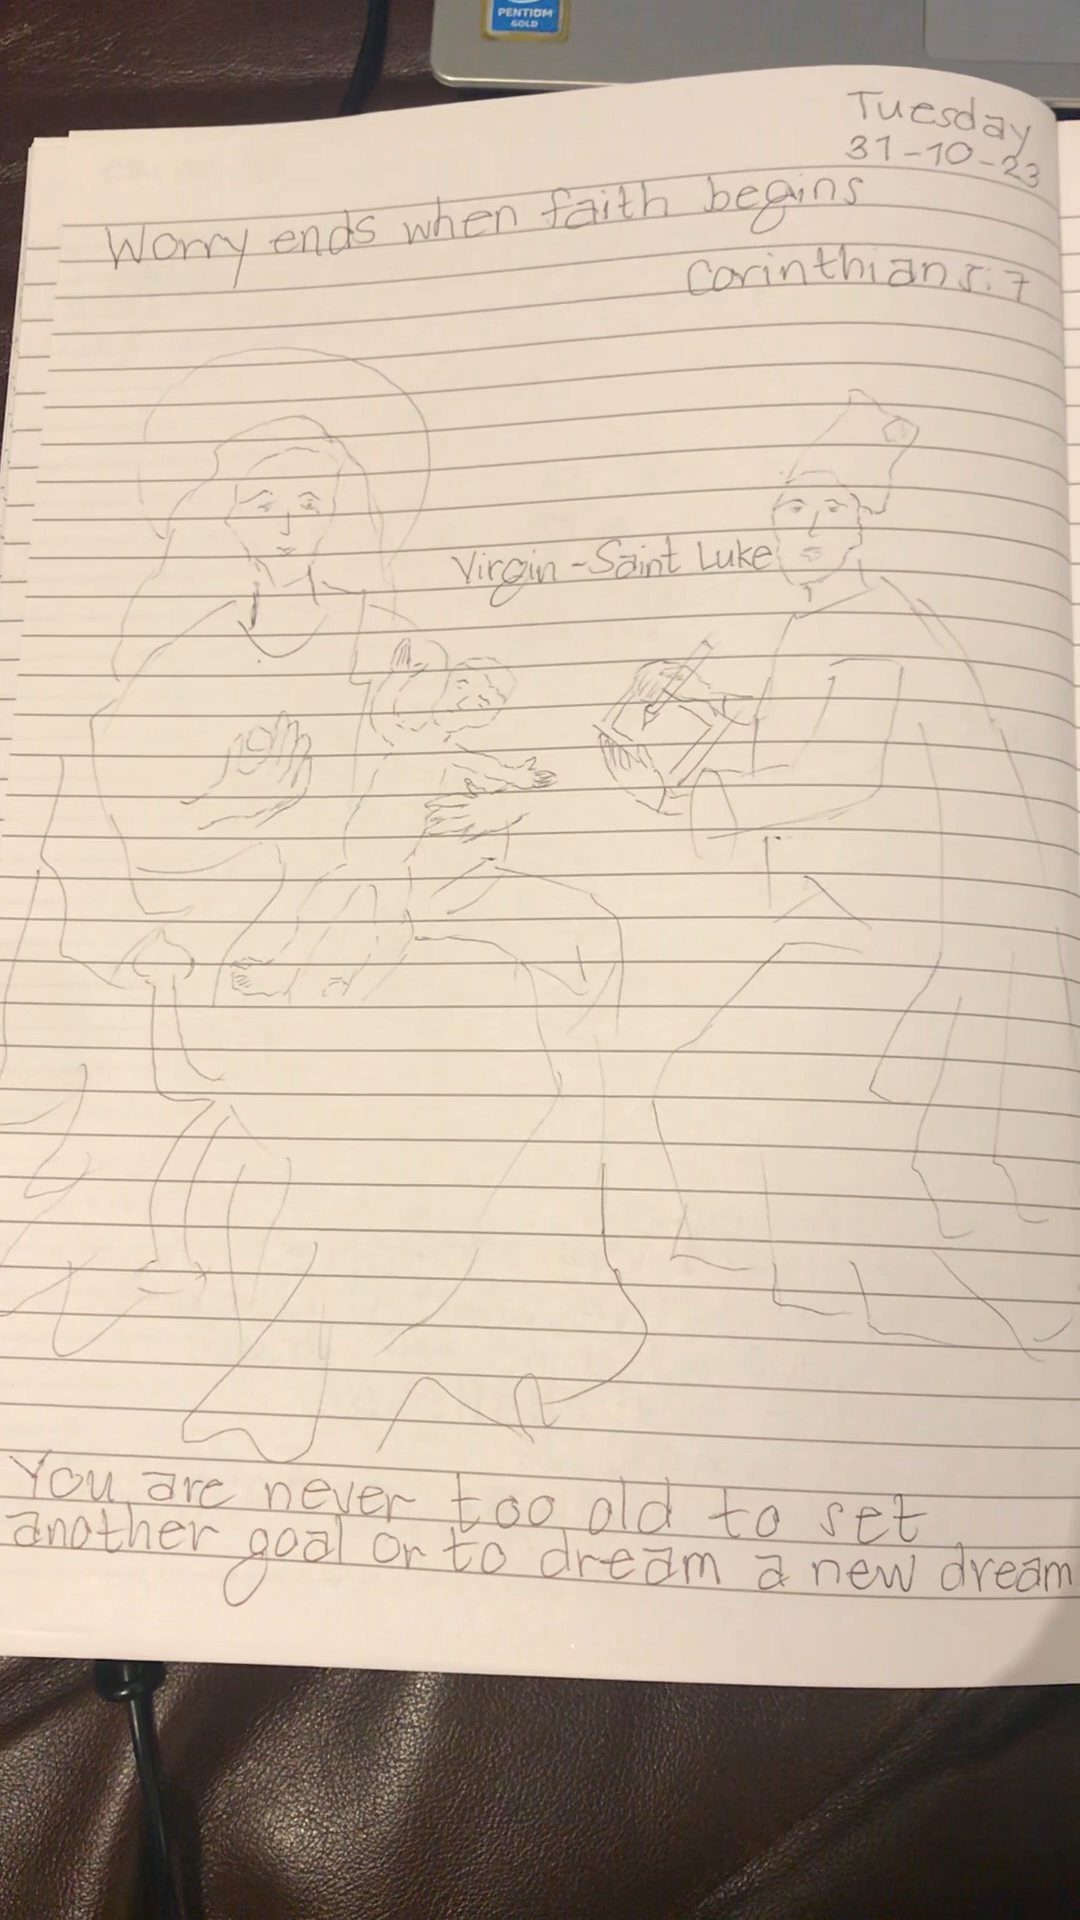 PENTIUM
GOLD
Tuesday
31-10-23
Worry ends when faith begins
Corinthians:7
Virgin-Saint Luke
You are never too old to set
another goal or to dream a new dream